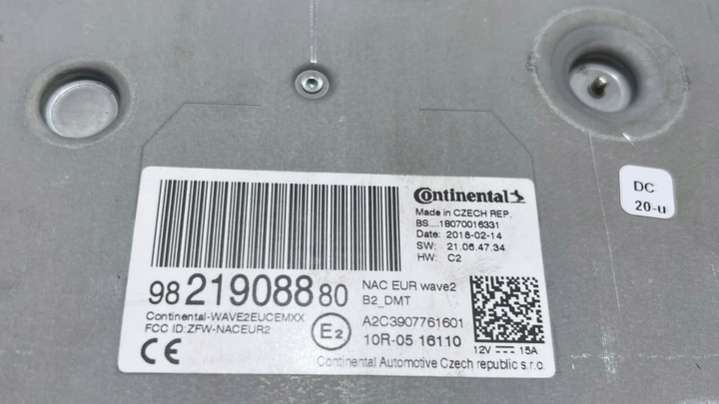 Continental
Made in CZECH REP.
BS....18070016331
Date: 2018-02-14
SW: 21.06.47.34
HW: C2
98 219088 80
NAC EUR wave2
B2_DMT
Continental-WAVE2EUCEMXX
FCC ID:ZFW-NACEUR2
CE
E2
A2C3907761601
10R-05 16110
12V 15A
Continental Automotive Czech republic s.r.o.
DC
20-u